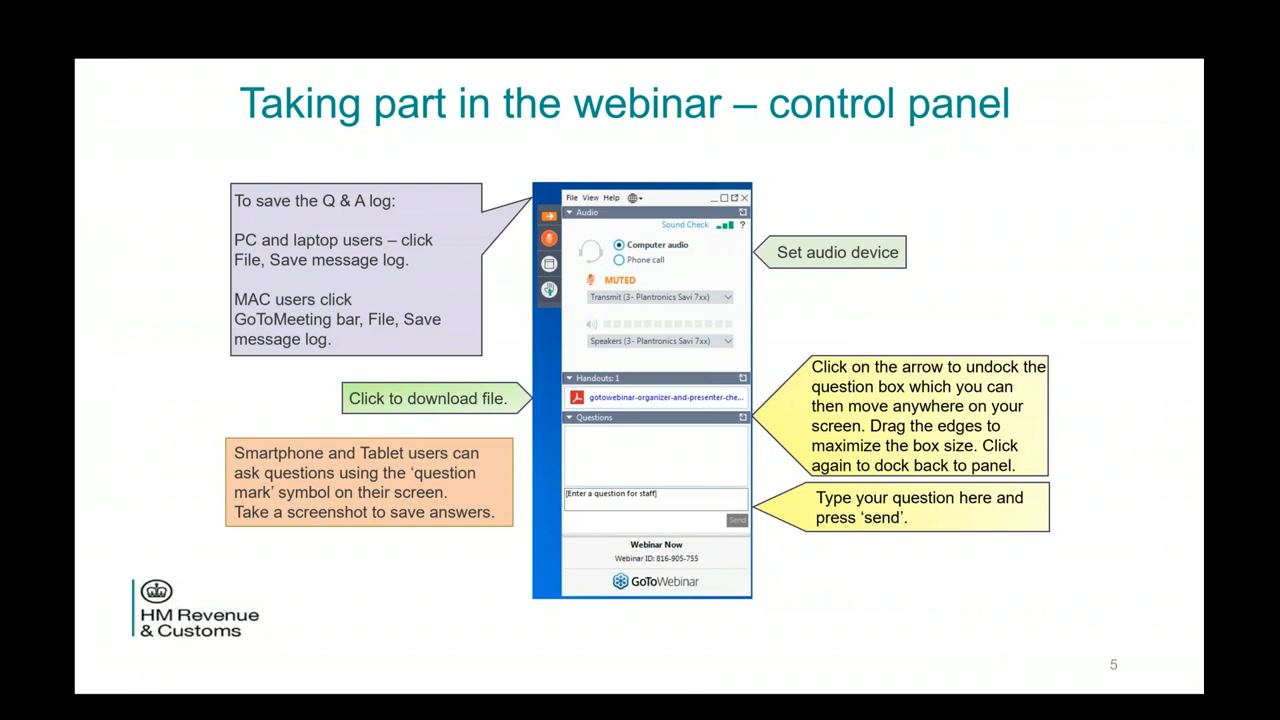 Taking part in the webinar – control panel
To save the Q & A log:
PC and laptop users – click
File, Save message log.
MAC users click
GoToMeeting bar, File, Save
message log.
Click to download file.
Smartphone and Tablet users can
ask questions using the ‘question
mark’ symbol on their screen.
Take a screenshot to save answers.
File View Help
Audio
Sound Check ?
Computer audio
Phone call
MUTED
Transmit (3- Plantronics Savi 7xx)
Speakers (3- Plantronics Savi 7xx)
Handouts: 1
gotowebinar-organizer-and-presenter-che...
Questions
[Enter a question for staff]
Send
Webinar Now
Webinar ID: 816-905-755
GoToWebinar
Set audio device
Click on the arrow to undock the
question box which you can
then move anywhere on your
screen. Drag the edges to
maximize the box size. Click
again to dock back to panel.
Type your question here and
press ‘send’.
HM Revenue
& Customs
5